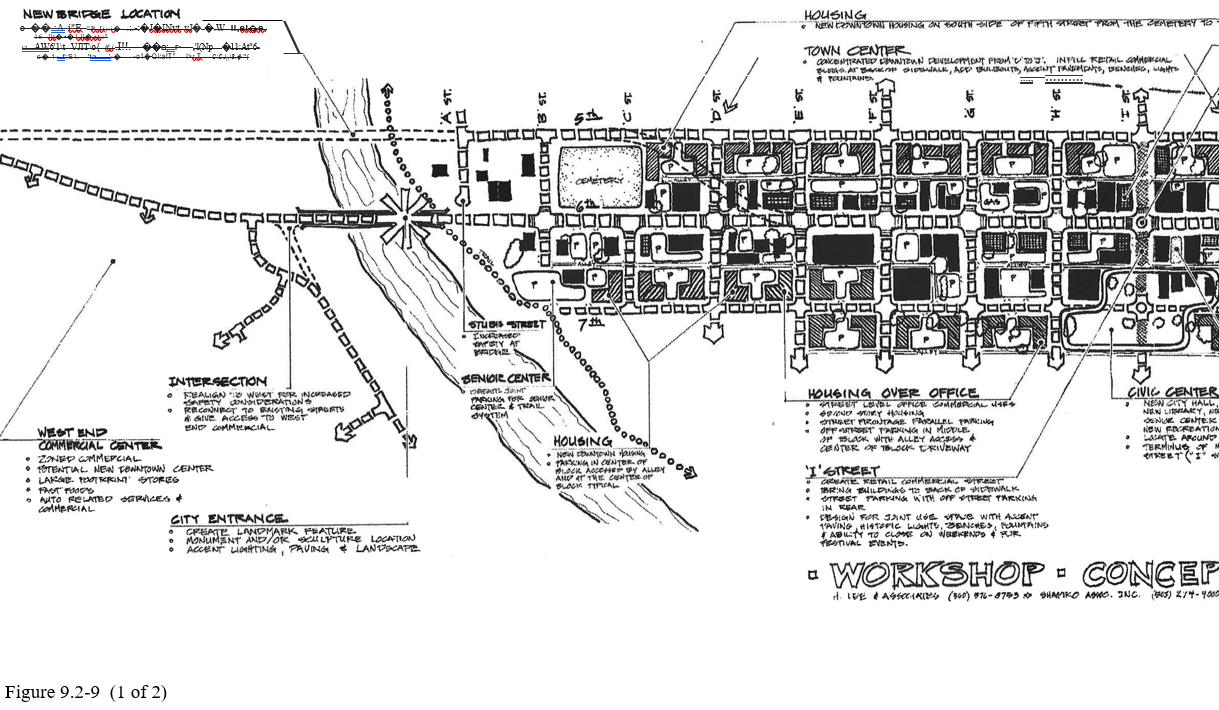 NEW BRIDGE LOCATION
HOUSING
NEW DOWNTOWN HOUSING ON SOUTH SIDE OF FIFTH STREET FROM THE CEMETERY TO
TOWN CENTER
CONCENTRATED DOWNTOWN DEVELOPMENT FROM 'C' TO 'J'. INFILL RETAIL COMMERCIAL
BLDGS. AT BACK OF SIDEWALK, ADD BULBOUTS, ACCENT PAVEMENTS, BENCHES, LIGHTS
& FOUNTAINS.
'A' ST.
'B' ST.
'C' ST.
'D' ST.
'E' ST.
'F' ST.
'G' ST.
'H' ST.
'I' ST.
5th
CEMETERY
6th
GAS
P
TRAIL
ALLEY
7th
STUBIS STREET
INCREASED
SAFETY AT
BRIDGE
SENIOR CENTER
CREATE JOINT
PARKING FOR SENIOR
CENTER & TRAIL
SYSTEM
INTERSECTION
REALIGN TO WEST FOR INCREASED
SAFETY CONSIDERATIONS
RECONNECT TO EXISTING STREETS
& GIVE ACCESS TO WEST
END COMMERCIAL
WEST END
COMMERCIAL CENTER
ZONED COMMERCIAL
POTENTIAL NEW DOWNTOWN CENTER
LARGE 'FOOTPRINT' STORES
FAST FOODS
AUTO RELATED SERVICES &
COMMERCIAL
CITY ENTRANCE
CREATE LANDMARK FEATURE
MONUMENT AND/OR SCULPTURE LOCATION
ACCENT LIGHTING, PAVING & LANDSCAPE
HOUSING
NEW DOWNTOWN HOUSING
PARKING IN CENTER OF
BLOCK ACCESSED BY ALLEY
AND AT THE CENTER OF
BLOCK TYPICAL
HOUSING OVER OFFICE
STREET LEVEL OFFICE COMMERCIAL USES
SECOND STORY HOUSING
STREET FRONTAGE PARALLEL PARKING
OFF STREET PARKING IN MIDDLE
OF BLOCK WITH ALLEY ACCESS &
CENTER OF BLOCK DRIVEWAY
'I' STREET
CREATE RETAIL COMMERCIAL STREET
BRING BUILDINGS TO BACK OF SIDEWALK
STREET PARKING WITH OFF STREET PARKING
IN REAR
DESIGN FOR JOINT USE SPACE WITH ACCENT
PAVING, HISTORIC LIGHTS, BENCHES, FOUNTAINS
& ABILITY TO CLOSE ON WEEKENDS & FOR
FESTIVAL EVENTS.
CIVIC CENTER
NEW CITY HALL,
NEW LIBRARY,
SENIOR CENTER
NEW RECREATION
LOCATE AROUND
TERMINUS OF
STREET ('I' S
WORKSHOP CONCEP
H. LEE & ASSOCIATES SHAPIRO ASSOC. INC.
Figure 9.2-9 (1 of 2)